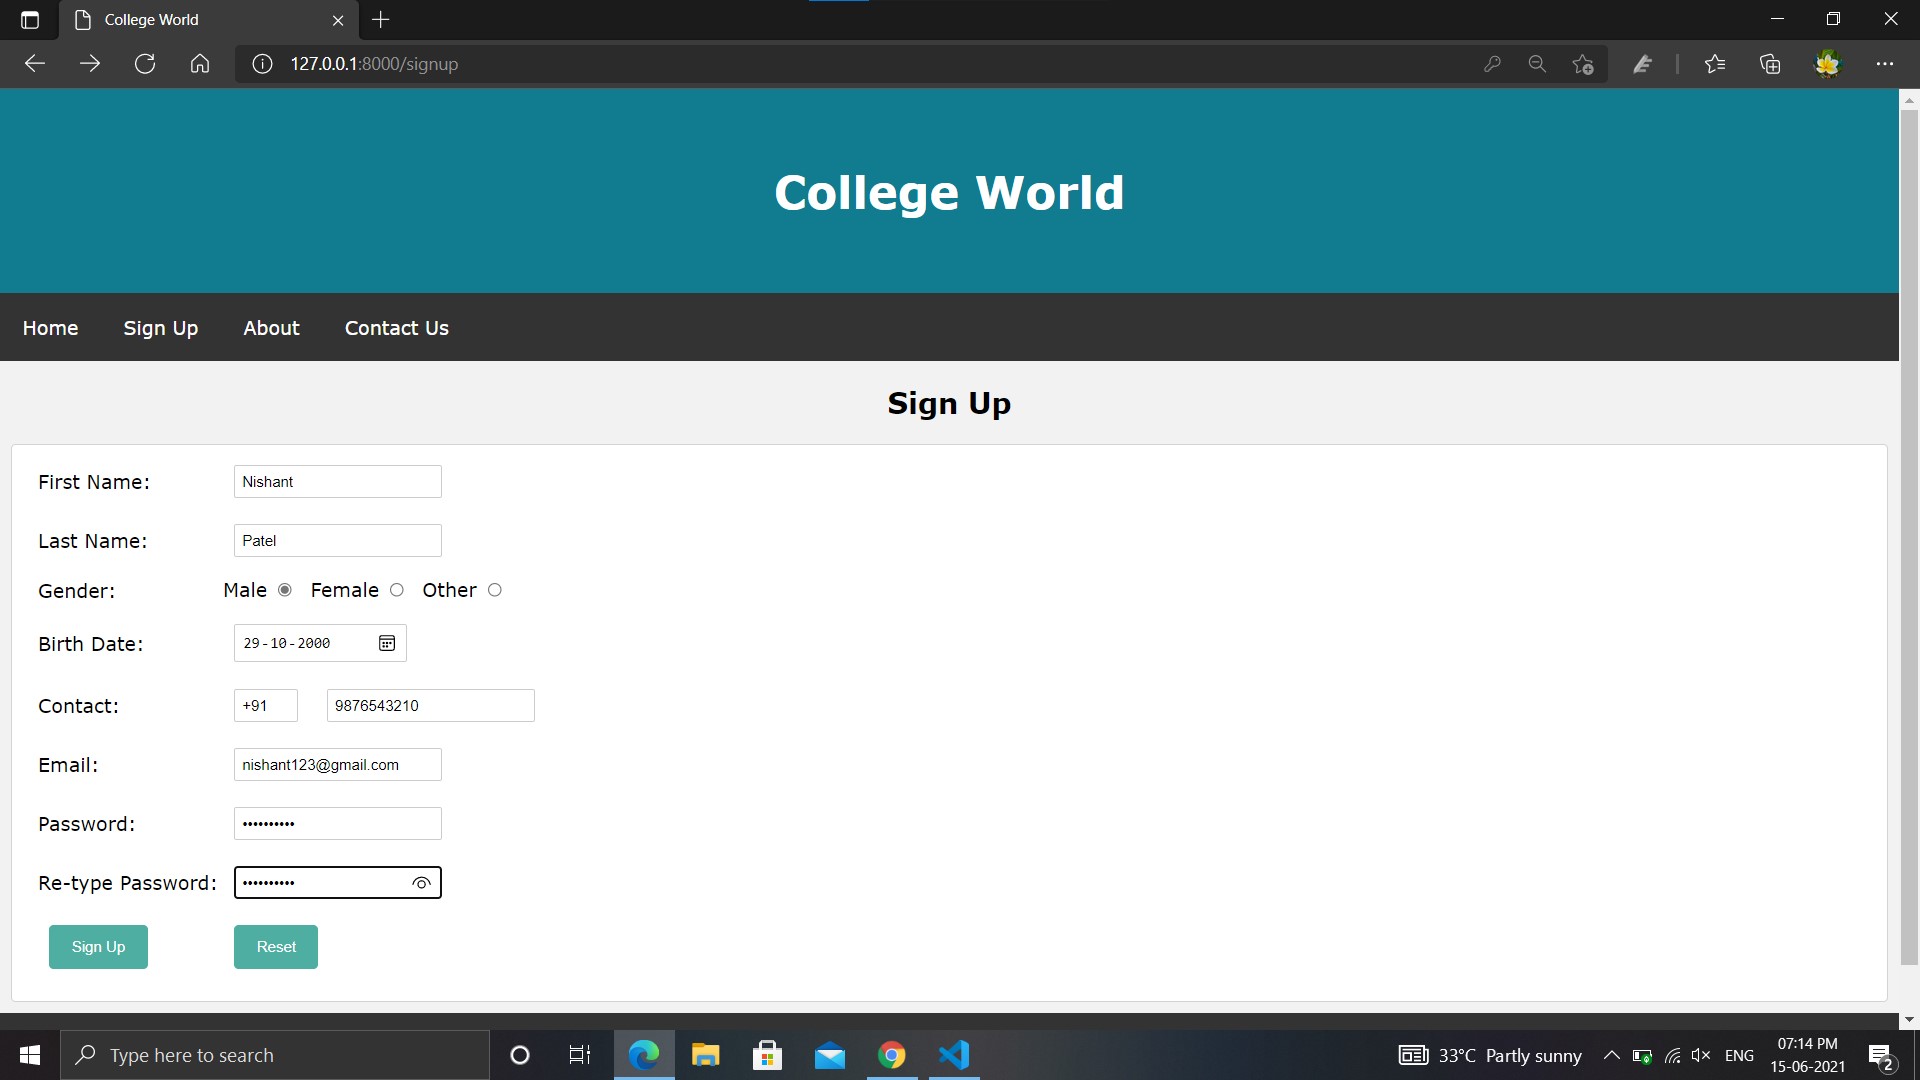 College World
127.0.0.1:8000/signup
College World
Home Sign Up About Contact Us
Sign Up
First Name: Nishant
Last Name: Patel
Gender: Male Female Other
Birth Date: 29-10-2000
Contact: +91 9876543210
Email: nishant123@gmail.com
Password: ••••••••••
Re-type Password: ••••••••••
Sign Up Reset
Type here to search 33°C Partly sunny ENG 07:14 PM
15-06-2021 2